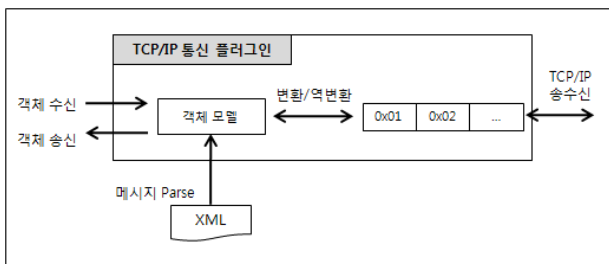 TCP/IP 통신 플러그인
객체 수신
객체 송신
객체 모델
변환/역변환
0x01
0x02
...
TCP/IP
송수신
메시지 Parse
XML